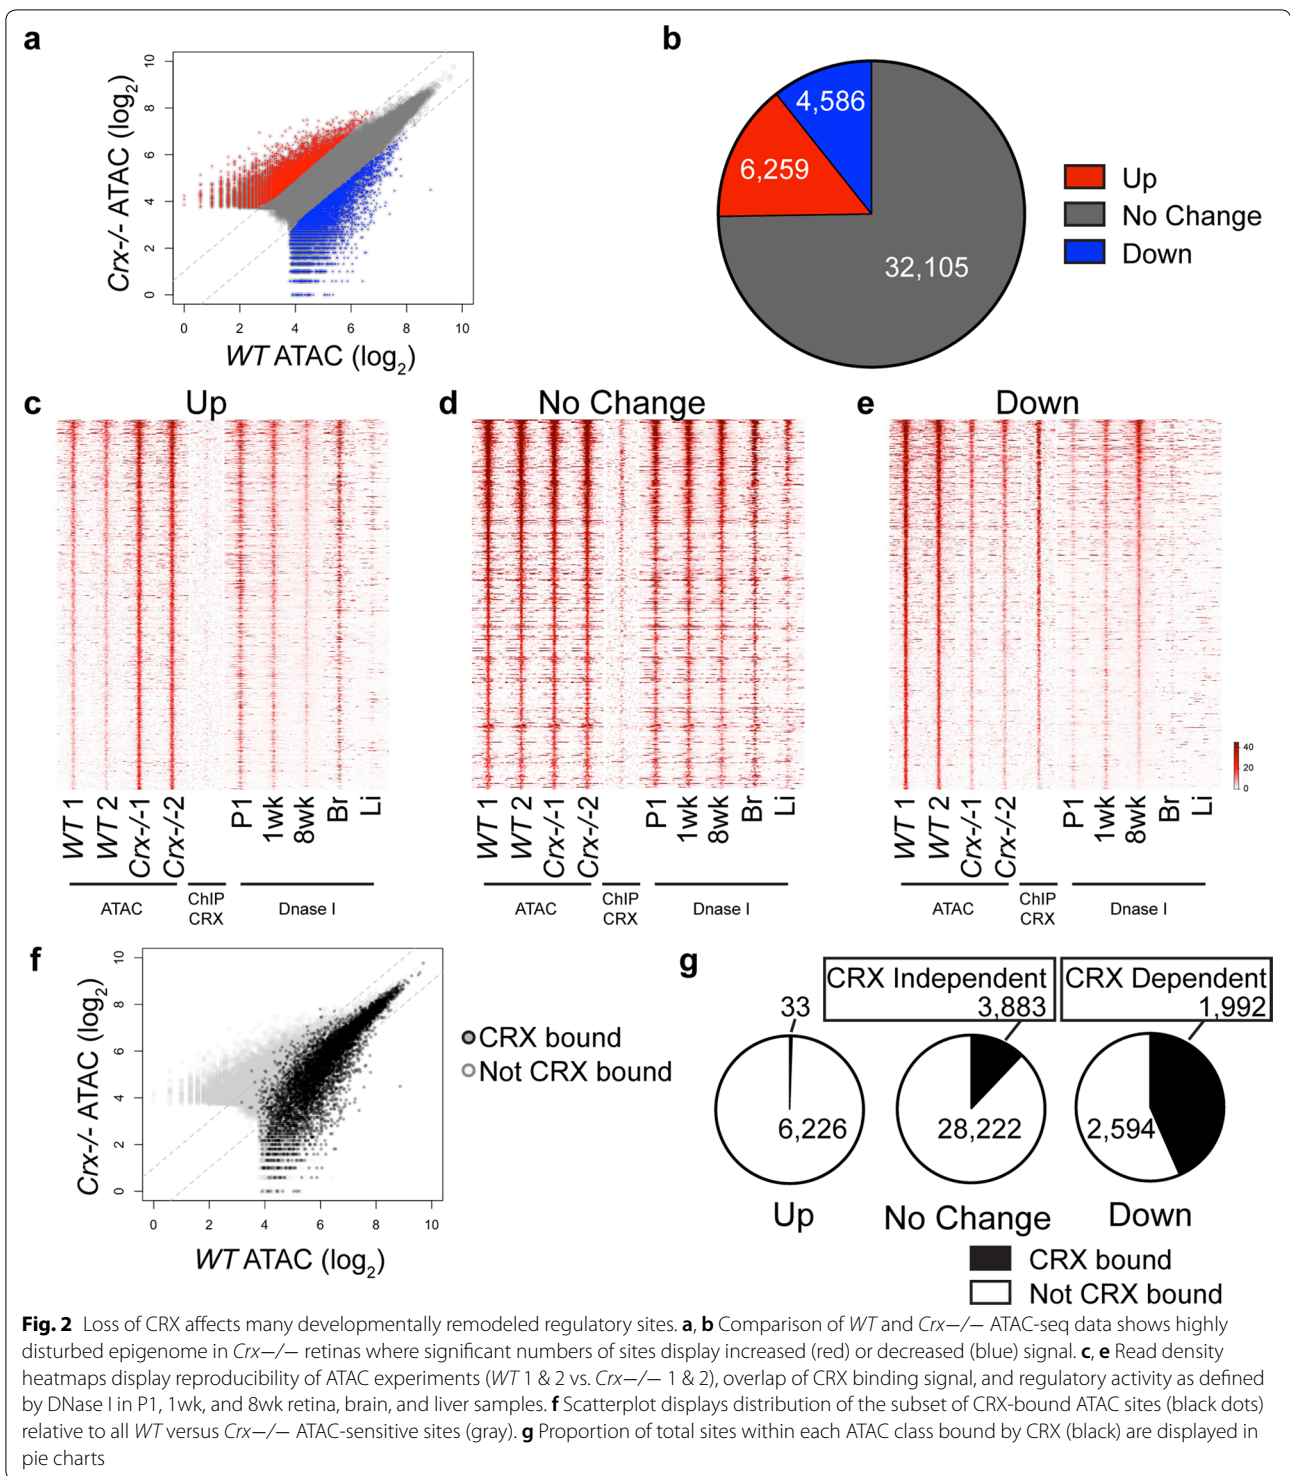 a
Crx-/- ATAC (log2)
10
8
6
4
2
0
0 2 4 6 8 10
WT ATAC (log2)
b
4,586
6,259
32,105
Up
No Change
Down
c Up
d No Change
e Down
40
20
0
WT 1 WT 2 Crx-/-1 Crx-/-2 P1 1wk 8wk Br Li
ATAC ChIP CRX Dnase I
WT 1 WT 2 Crx-/-1 Crx-/-2 P1 1wk 8wk Br Li
ATAC ChIP CRX Dnase I
WT 1 WT 2 Crx-/-1 Crx-/-2 P1 1wk 8wk Br Li
ATAC ChIP CRX Dnase I
f
Crx-/- ATAC (log2)
10
8
6
4
2
0
0 2 4 6 8 10
WT ATAC (log2)
CRX bound
Not CRX bound
g
33
CRX Independent
3,883
CRX Dependent
1,992
6,226
28,222
2,594
Up
No Change
Down
CRX bound
Not CRX bound
Fig. 2 Loss of CRX affects many developmentally remodeled regulatory sites. a, b Comparison of WT and Crx−/− ATAC-seq data shows highly
disturbed epigenome in Crx−/− retinas where significant numbers of sites display increased (red) or decreased (blue) signal. c, e Read density
heatmaps display reproducibility of ATAC experiments (WT 1 & 2 vs. Crx−/− 1 & 2), overlap of CRX binding signal, and regulatory activity as defined
by DNase I in P1, 1wk, and 8wk retina, brain, and liver samples. f Scatterplot displays distribution of the subset of CRX-bound ATAC sites (black dots)
relative to all WT versus Crx−/− ATAC-sensitive sites (gray). g Proportion of total sites within each ATAC class bound by CRX (black) are displayed in
pie charts